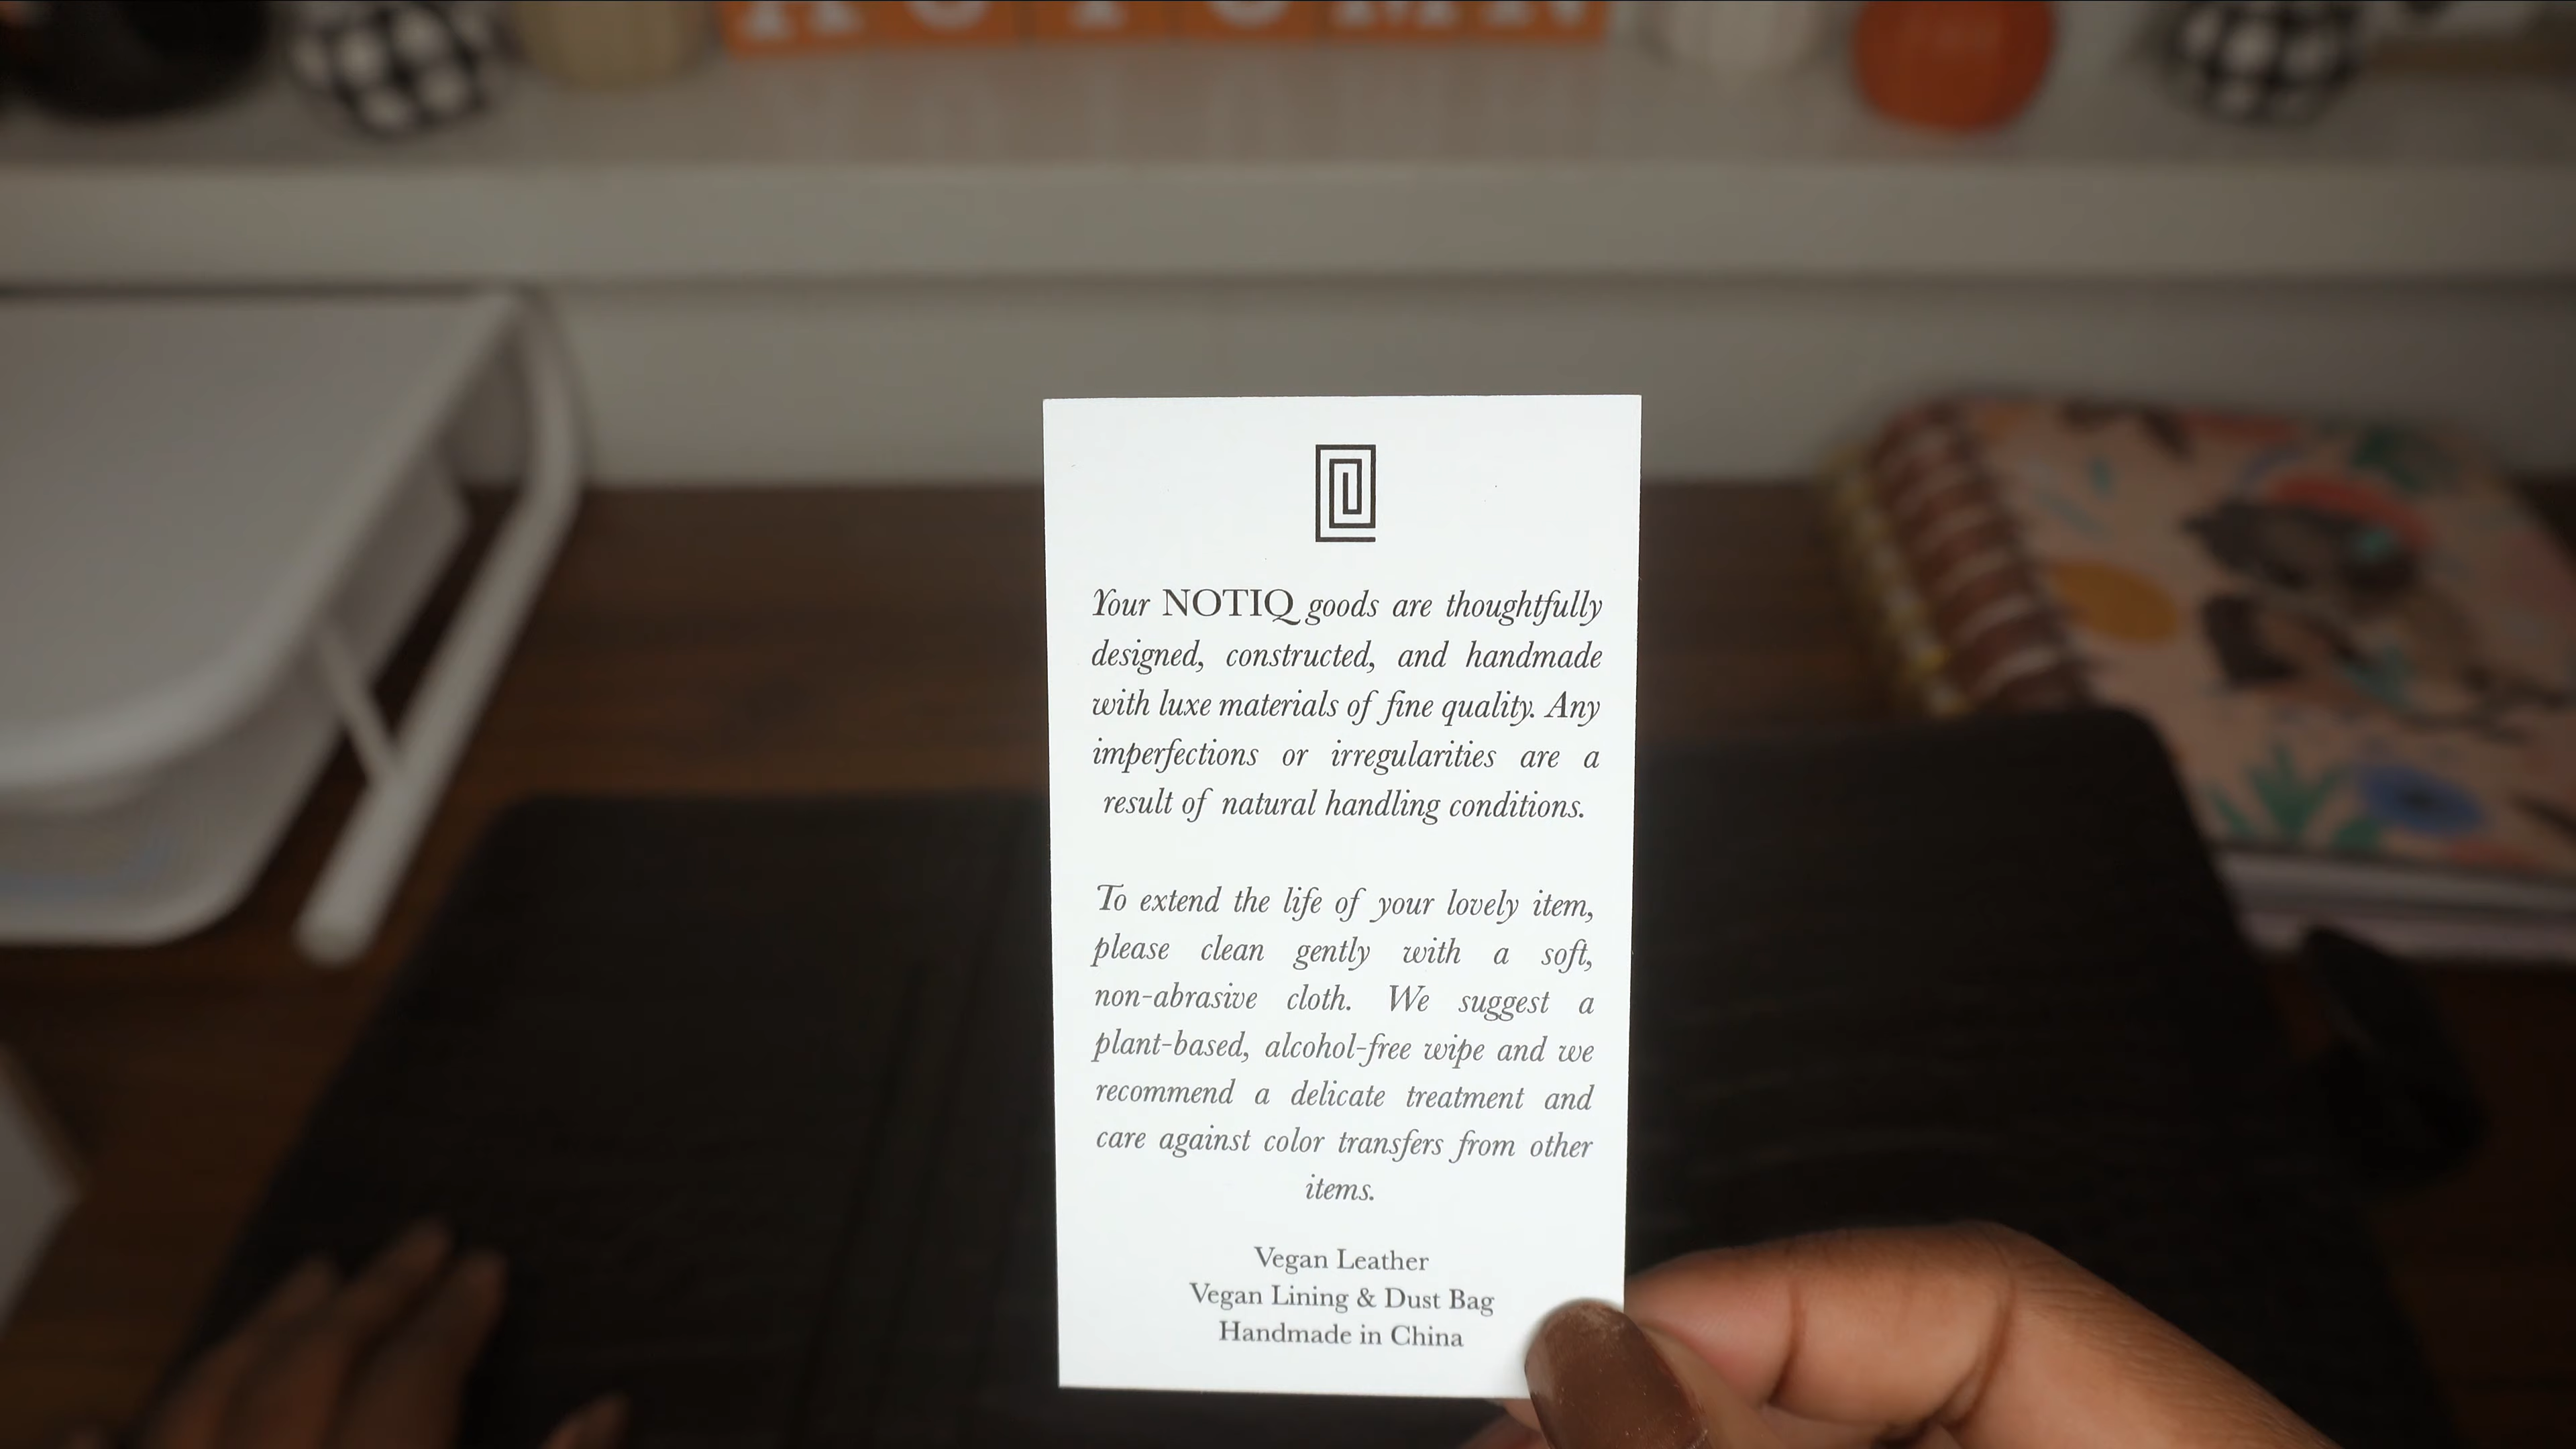 AUTUMN
Your NOTIQ goods are thoughtfully
designed, constructed, and handmade
with luxe materials of fine quality. Any
imperfections or irregularities are a
result of natural handling conditions.
To extend the life of your lovely item,
please clean gently with a soft,
non-abrasive cloth. We suggest a
plant-based, alcohol-free wipe and we
recommend a delicate treatment and
care against color transfers from other
items.
Vegan Leather
Vegan Lining & Dust Bag
Handmade in China